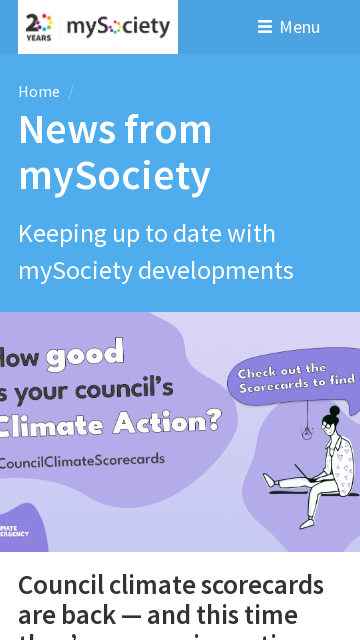 20 YEARS mySociety
Menu
Home /
News from
mySociety
Keeping up to date with
mySociety developments
good
your council's
Climate Action?
CouncilClimateScorecards
Check out the
Scorecards to find
Council climate scorecards
are back — and this time